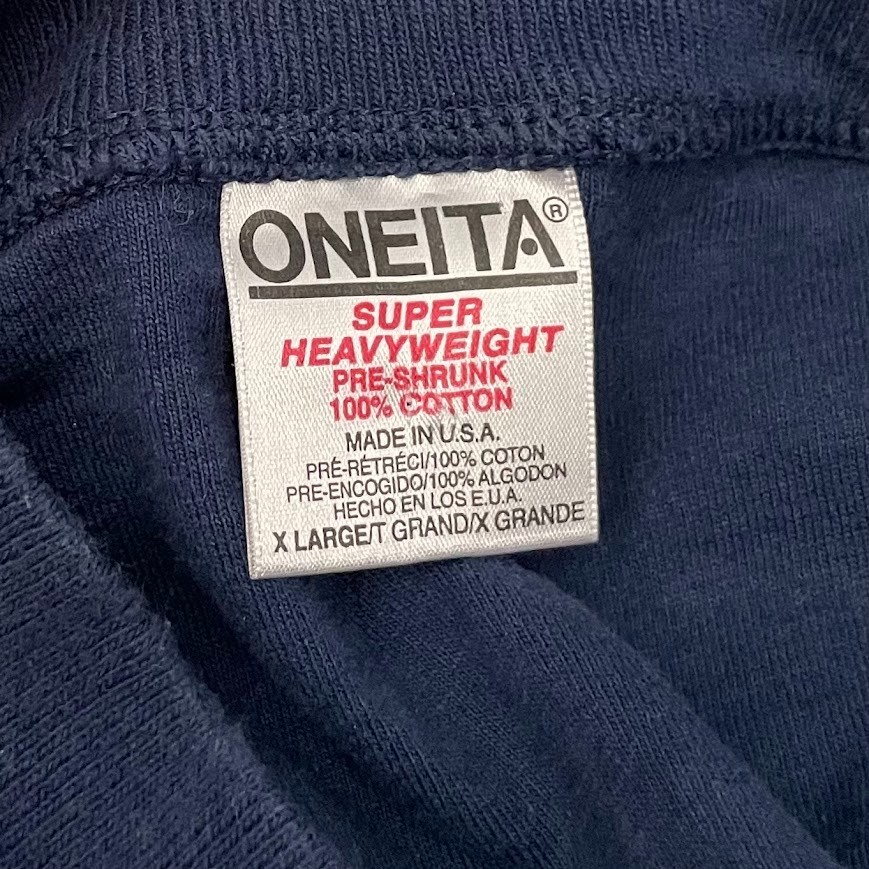 ONEITA®
SUPER
HEAVYWEIGHT
PRE-SHRUNK
100% COTTON
MADE IN U.S.A.
PRÉ-RÉTRÉCI/100% COTON
PRE-ENCOGIDO/100% ALGODON
HECHO EN LOS E.U.A.
X LARGE/T GRAND/X GRANDE